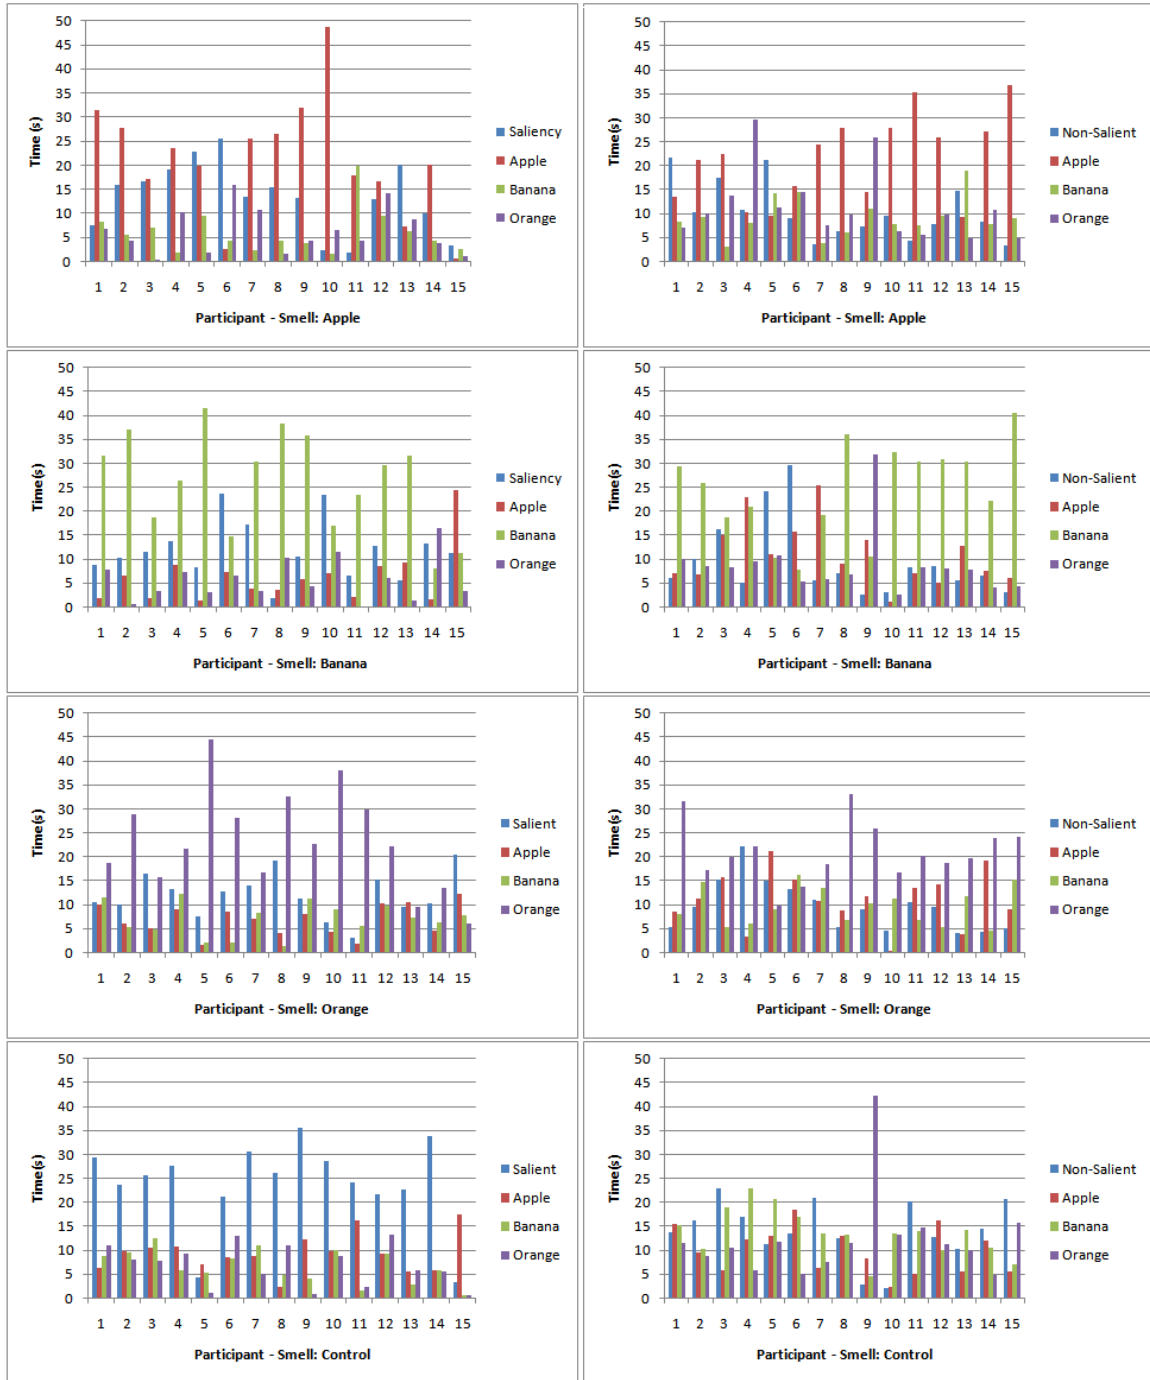 50
45
40
35
30
25
20
15
10
5
0
Time (s)
1 2 3 4 5 6 7 8 9 10 11 12 13 14 15
Participant - Smell: Apple
Saliency
Apple
Banana
Orange
50
45
40
35
30
25
20
15
10
5
0
Time(s)
1 2 3 4 5 6 7 8 9 10 11 12 13 14 15
Participant - Smell: Apple
Non-Salient
Apple
Banana
Orange
50
45
40
35
30
25
20
15
10
5
0
Time(s)
1 2 3 4 5 6 7 8 9 10 11 12 13 14 15
Participant - Smell: Banana
Saliency
Apple
Banana
Orange
50
45
40
35
30
25
20
15
10
5
0
Time(s)
1 2 3 4 5 6 7 8 9 10 11 12 13 14 15
Participant - Smell: Banana
Non-Salient
Apple
Banana
Orange
50
45
40
35
30
25
20
15
10
5
0
Time(s)
1 2 3 4 5 6 7 8 9 10 11 12 13 14 15
Participant - Smell: Orange
Salient
Apple
Banana
Orange
50
45
40
35
30
25
20
15
10
5
0
Time(s)
1 2 3 4 5 6 7 8 9 10 11 12 13 14 15
Participant - Smell: Orange
Non-Salient
Apple
Banana
Orange
50
45
40
35
30
25
20
15
10
5
0
Time(s)
1 2 3 4 5 6 7 8 9 10 11 12 13 14 15
Participant - Smell: Control
Salient
Apple
Banana
Orange
50
45
40
35
30
25
20
15
10
5
0
Time(s)
1 2 3 4 5 6 7 8 9 10 11 12 13 14 15
Participant - Smell: Control
Non-Salient
Apple
Banana
Orange